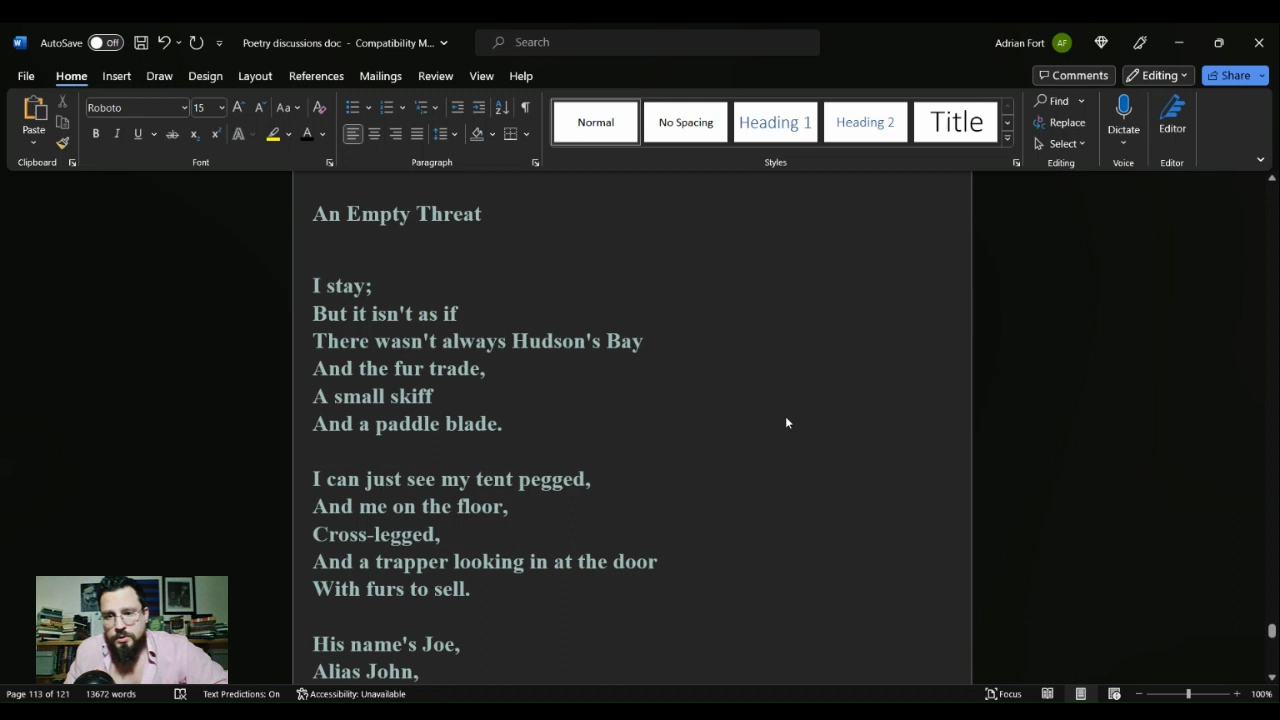 AutoSave Off
Poetry discussions doc - Compatibility M...
Search
Adrian Fort AF
File Home Insert Draw Design Layout References Mailings Review View Help
Comments Editing Share
Paste
Roboto 15
Aa
B I U ab x₂ x² A A
Normal
No Spacing
Heading 1
Heading 2
Title
Find
Replace
Select
Dictate
Editor
Clipboard Font Paragraph Styles Editing Voice Editor
An Empty Threat
I stay;
But it isn't as if
There wasn't always Hudson's Bay
And the fur trade,
A small skiff
And a paddle blade.
I can just see my tent pegged,
And me on the floor,
Cross-legged,
And a trapper looking in at the door
With furs to sell.
His name's Joe,
Alias John,
Page 113 of 121 13672 words Text Predictions: On Accessibility: Unavailable Focus 100%